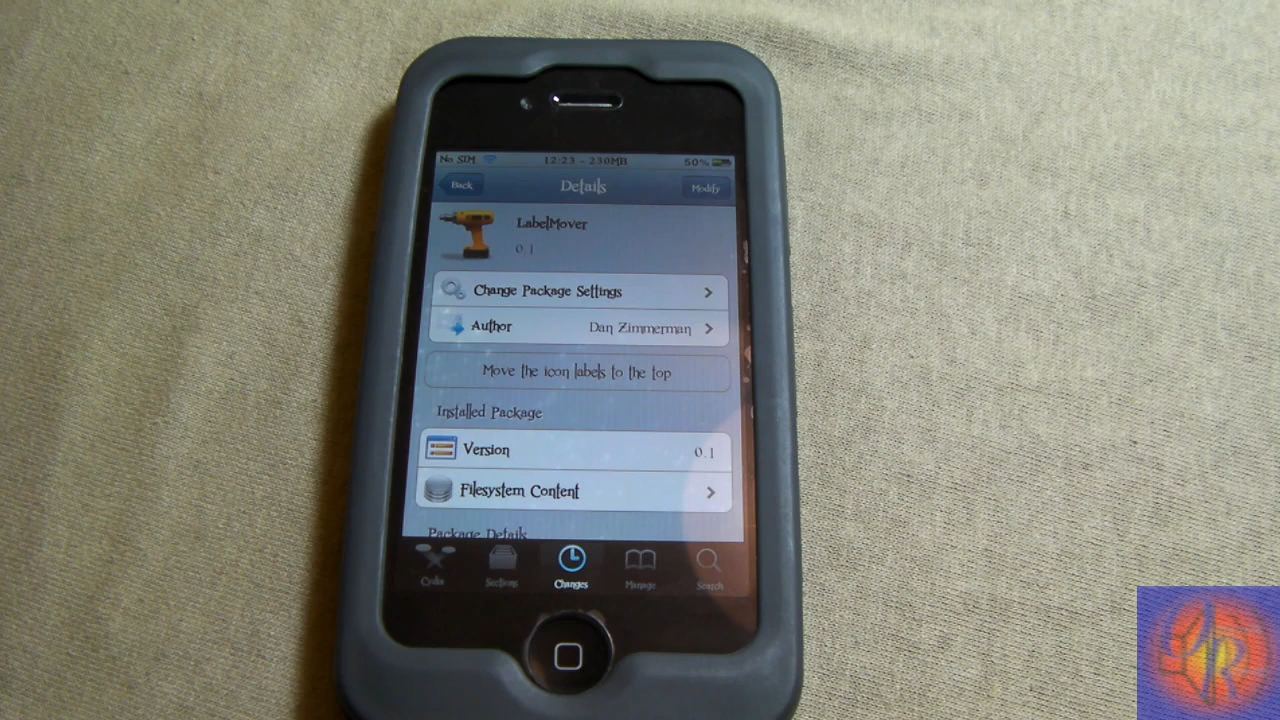 No SIM 12:23 - 230MB 50%
Back Details Modify
LabelMover
0.1
Change Package Settings
Author Dan Zimmerman
Move the icon labels to the top
Installed Package
Version 0.1
Filesystem Content
Package Details
Cydia Sections Changes Manage Search